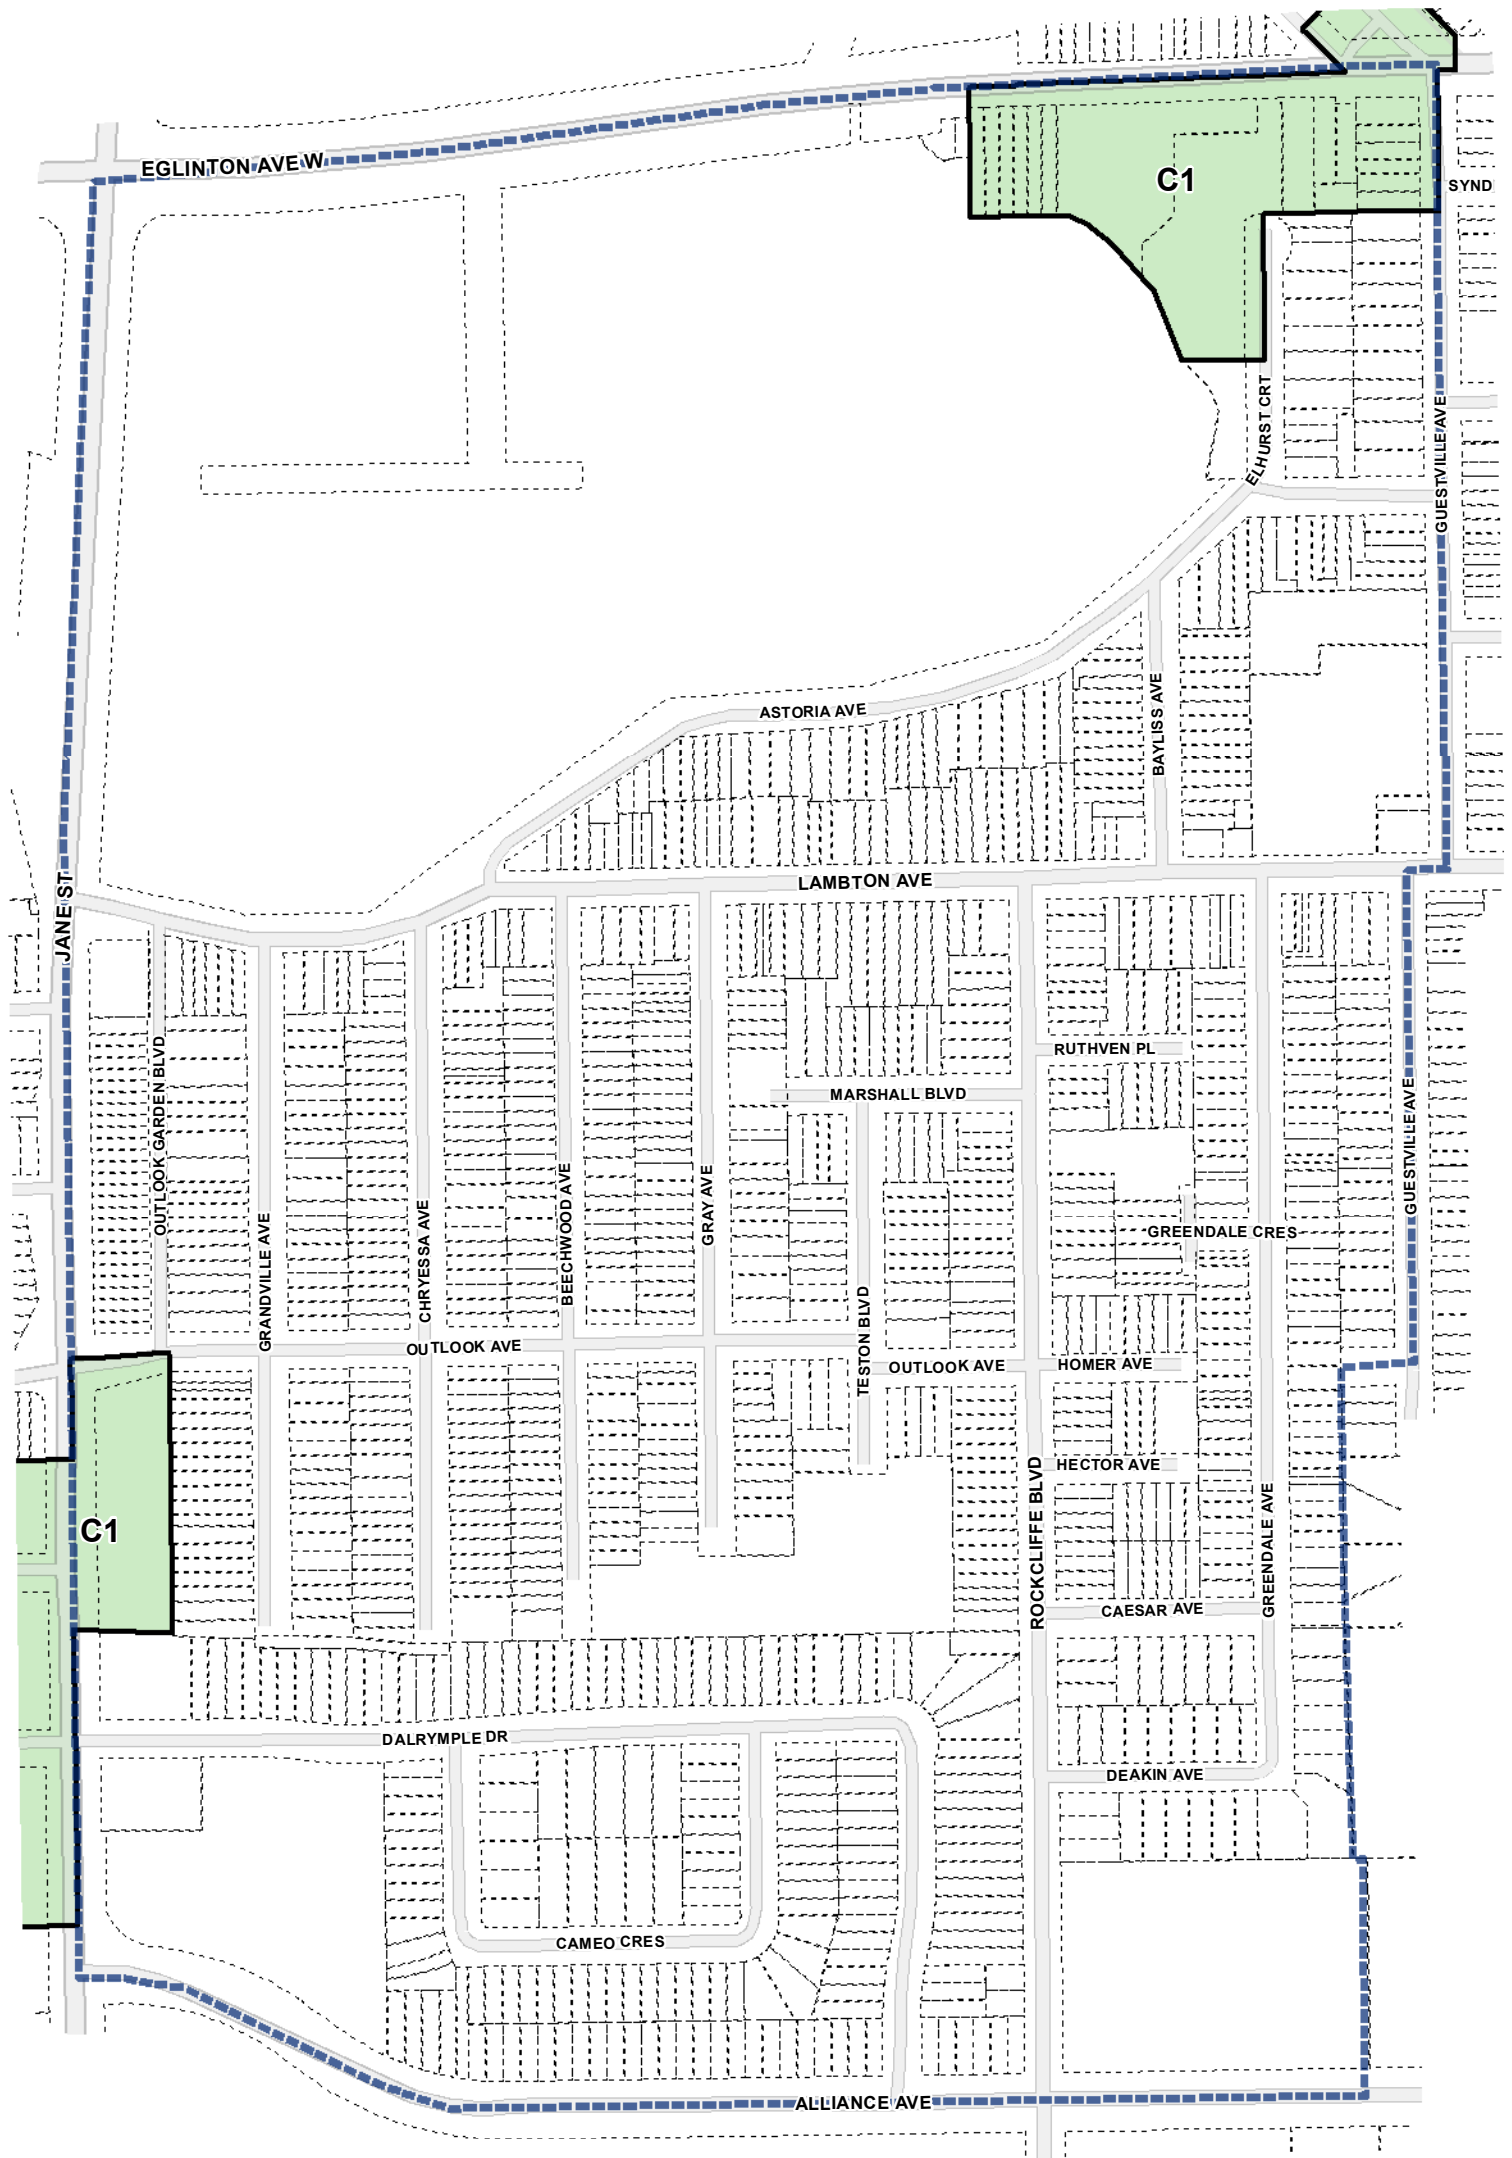 EGLINTON AVE W
C1
SYND
ELHURST CRT
GUESTVILLE AVE
BAYLISS AVE
ASTORIA AVE
LAMBTON AVE
JANE ST
RUTHVEN PL
MARSHALL BLVD
OUTLOOK GARDEN BLVD
GUESTVILLE AVE
GRANDVILLE AVE
CHRYESSA AVE
BEECHWOOD AVE
GRAY AVE
GREENDALE CRES
TESTON BLVD
OUTLOOK AVE
OUTLOOK AVE
HOMER AVE
HECTOR AVE
C1
ROCKCLIFFE BLVD
GREENDALE AVE
CAESAR AVE
DALRYMPLE DR
DEAKIN AVE
CAMEO CRES
ALLIANCE AVE